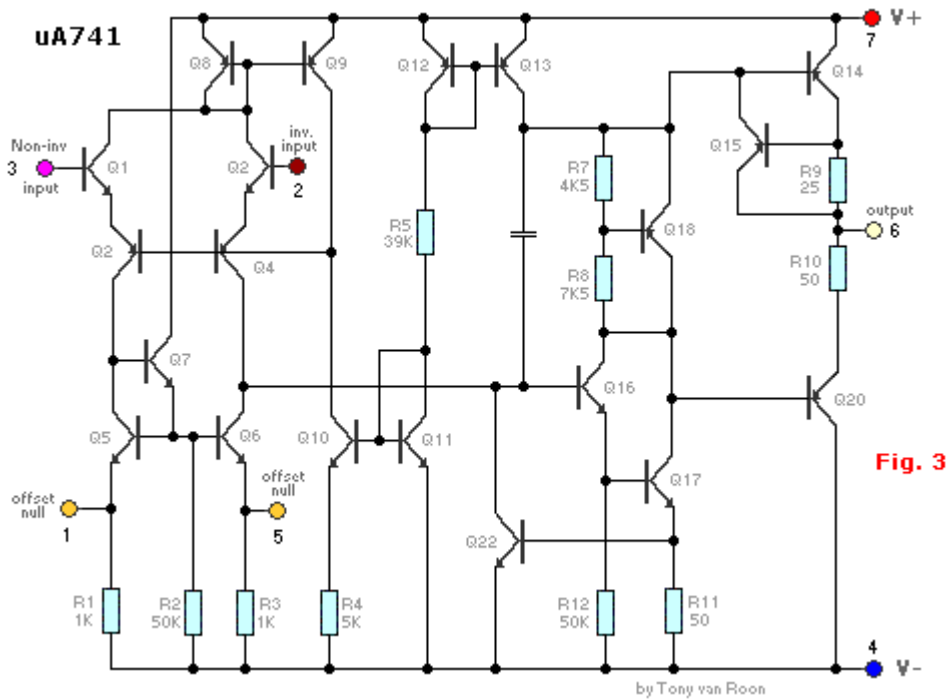 uA741
V+
7
Q8
Q9
Q12
Q13
Q14
Non-inv
3
input
Q1
inv.
input
Q2
2
Q15
R7
4K5
R9
25
output
6
Q2
Q4
R5
39K
Q18
R8
7K5
R10
50
Q7
Q16
Q20
Q5
Q6
Q10
Q11
Q17
Fig. 3
offset
null
1
offset
null
5
Q22
R1
1K
R2
50K
R3
1K
R4
5K
R12
50K
R11
50
4
V-
by Tony van Roon